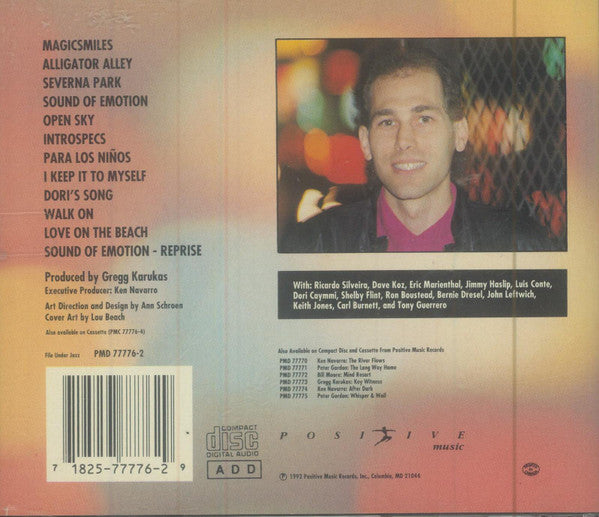 MAGICSMILES
ALLIGATOR ALLEY
SEVERNA PARK
SOUND OF EMOTION
OPEN SKY
INTROSPECS
PARA LOS NIÑOS
I KEEP IT TO MYSELF
DORI'S SONG
WALK ON
LOVE ON THE BEACH
SOUND OF EMOTION - REPRISE
Produced by Gregg Karukas
Executive Producer: Ken Navarro
Art Direction and Design by Ann Schroen
Cover Art by Lou Beach
Also available on Cassette (PMC 77776-4)
File Under Jazz PMD 77776-2
7 18257-77776-2 9
With: Ricardo Silveira, Dave Koz, Eric Marienthal, Jimmy Haslip, Luis Conte,
Dori Caymmi, Shelby Flint, Ron Boustead, Bernie Dresel, John Leftwich,
Keith Jones, Carl Burnett, and Tony Guerrero
Also Available on Compact Disc and Cassette From Positive Music Records
PMD 77770 Ken Navarro: The River Flows
PMD 77771 Peter Gordon: The Long Way Home
PMD 77772 Bill Moore: Mind Resort
PMD 77773 Gregg Karukas: Key Witness
PMD 77774 Ken Navarro: After Dark
PMD 77775 Peter Gordon: Whisper & Wail
COMPACT
disc
DIGITAL AUDIO
ADD
POSITIVE
music
℗ © 1993 Positive Music Records, Inc., Columbia, MD 21044